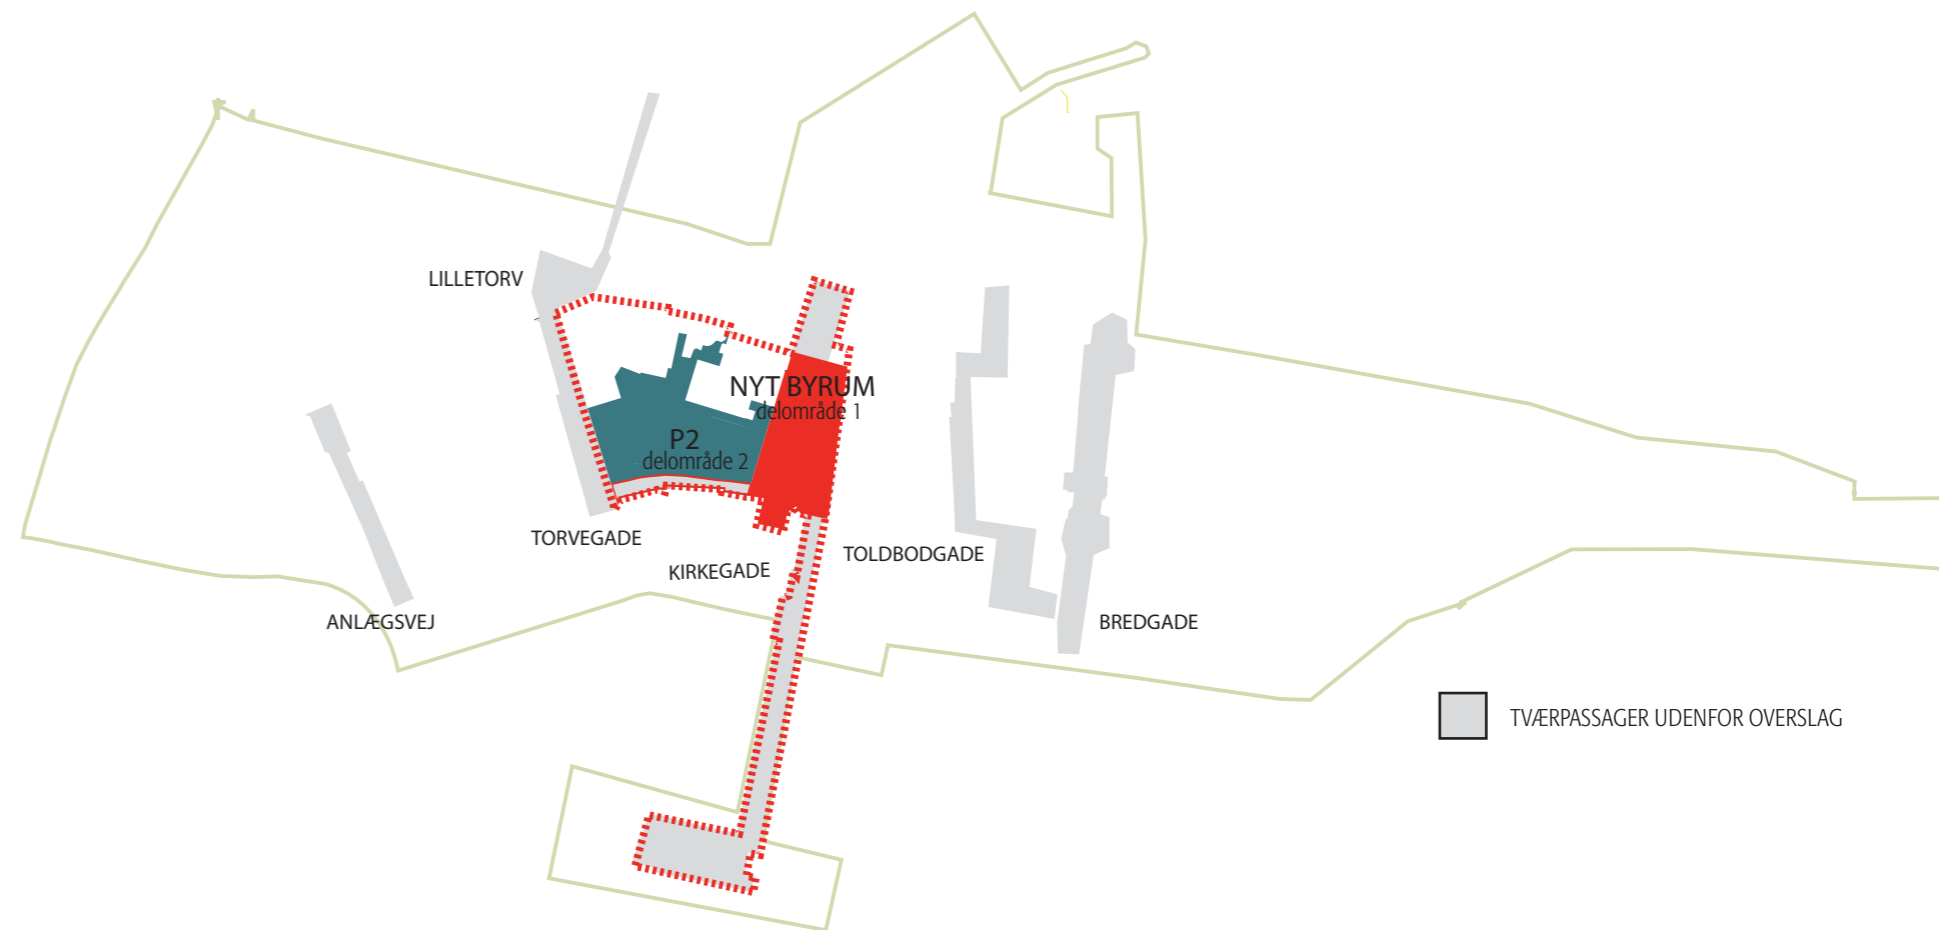 LILLETORV
NYT BYRUM
delområde 1
P2
delområde 2
TORVEGADE
KIRKEGADE
TOLDBODGADE
ANLÆGSVEJ
BREDGADE
TVÆRPASSAGER UDENFOR OVERSLAG